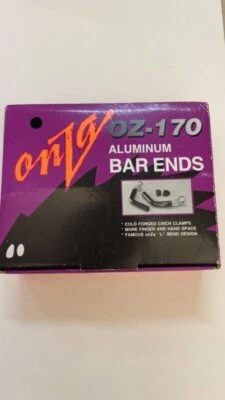 onza
OZ-170
ALUMINUM
BAR ENDS
* COLD FORGED CINCH CLAMPS
* MORE FINGER AND HAND SPACE
* FAMOUS onza "L" BEND DESIGN